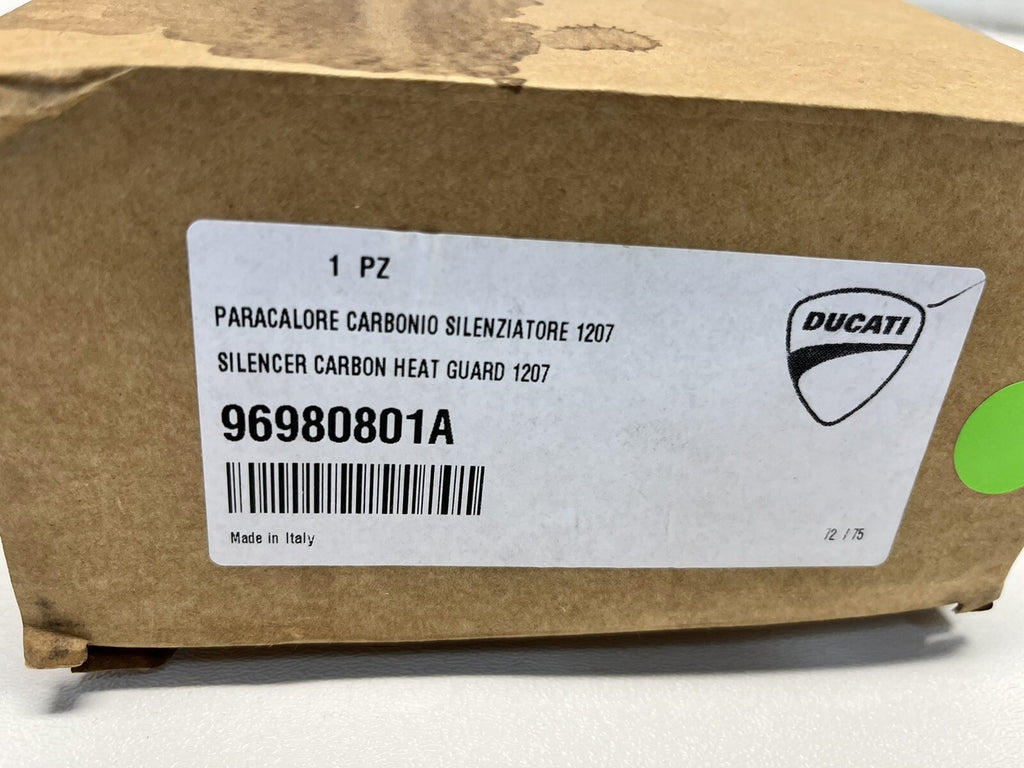 1 PZ
PARACALORE CARBONIO SILENZIATORE 1207
SILENCER CARBON HEAT GUARD 1207
96980801A
Made in Italy
DUCATI
72 / 75